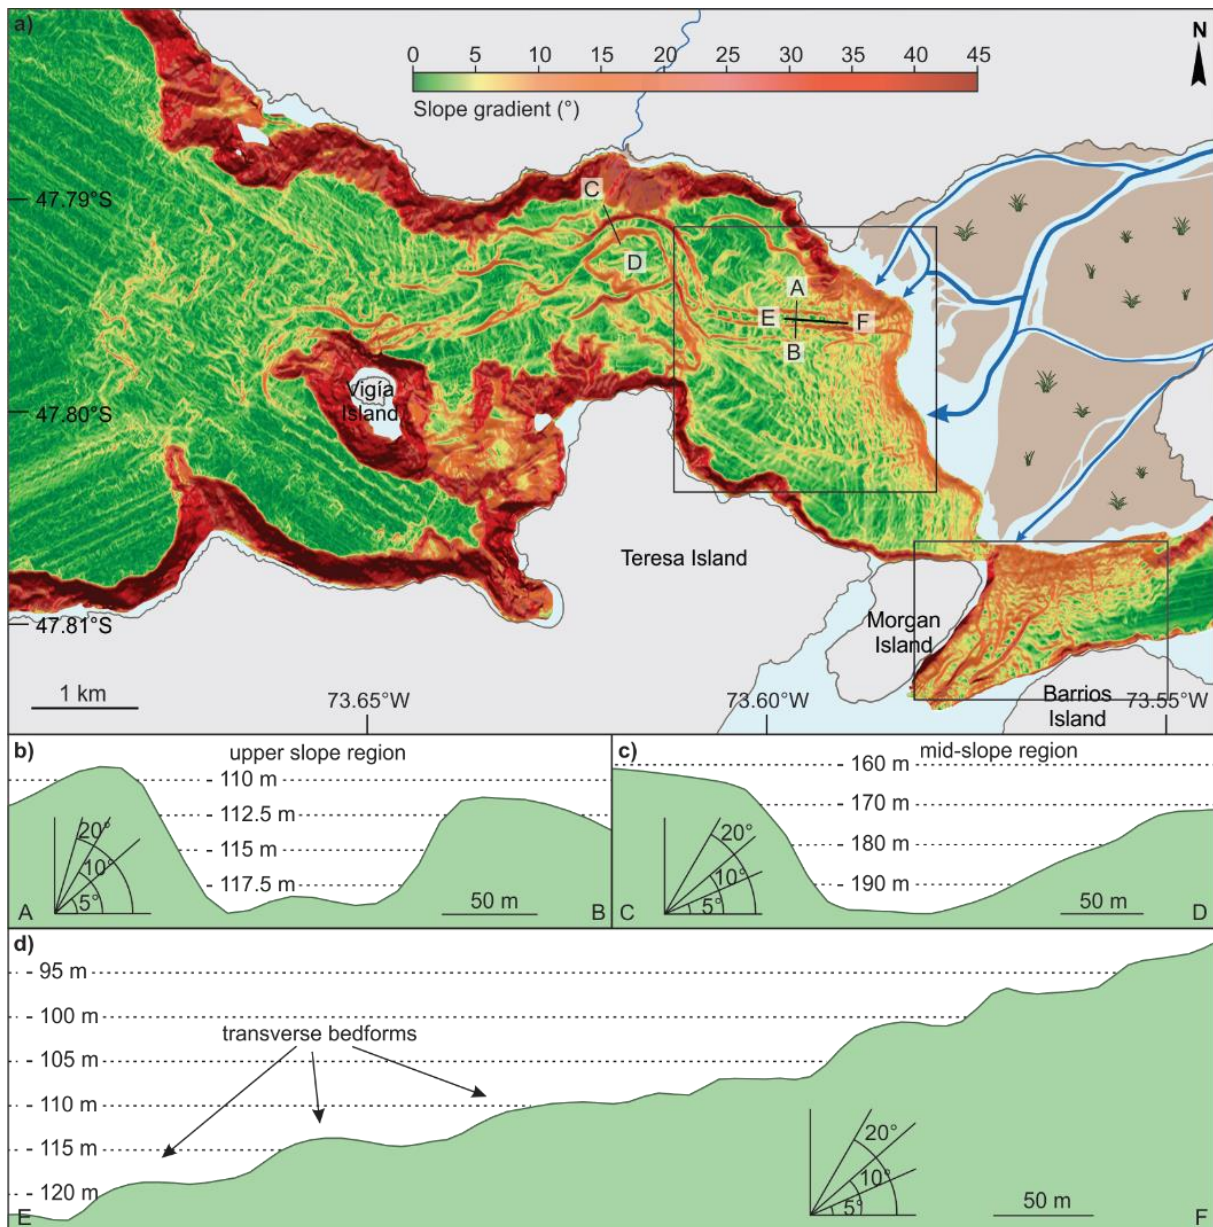 a)
N
0 5 10 15 20 25 30 35 40 45
Slope gradient (°)
47.79°S
C
D
A
E
F
B
Vigía
Island
47.80°S
Teresa Island
Morgan
Island
47.81°S
1 km
73.65°W
73.60°W
Barrios
Island
73.55°W
b)
upper slope region
- 110 m
- 112.5 m
- 115 m
- 117.5 m
20°
10°
5°
50 m
A
B
c)
mid-slope region
- 160 m
- 170 m
- 180 m
- 190 m
20°
10°
5°
50 m
C
D
d)
- 95 m
- 100 m
transverse bedforms
- 105 m
- 110 m
- 115 m
- 120 m
20°
10°
5°
50 m
E
F